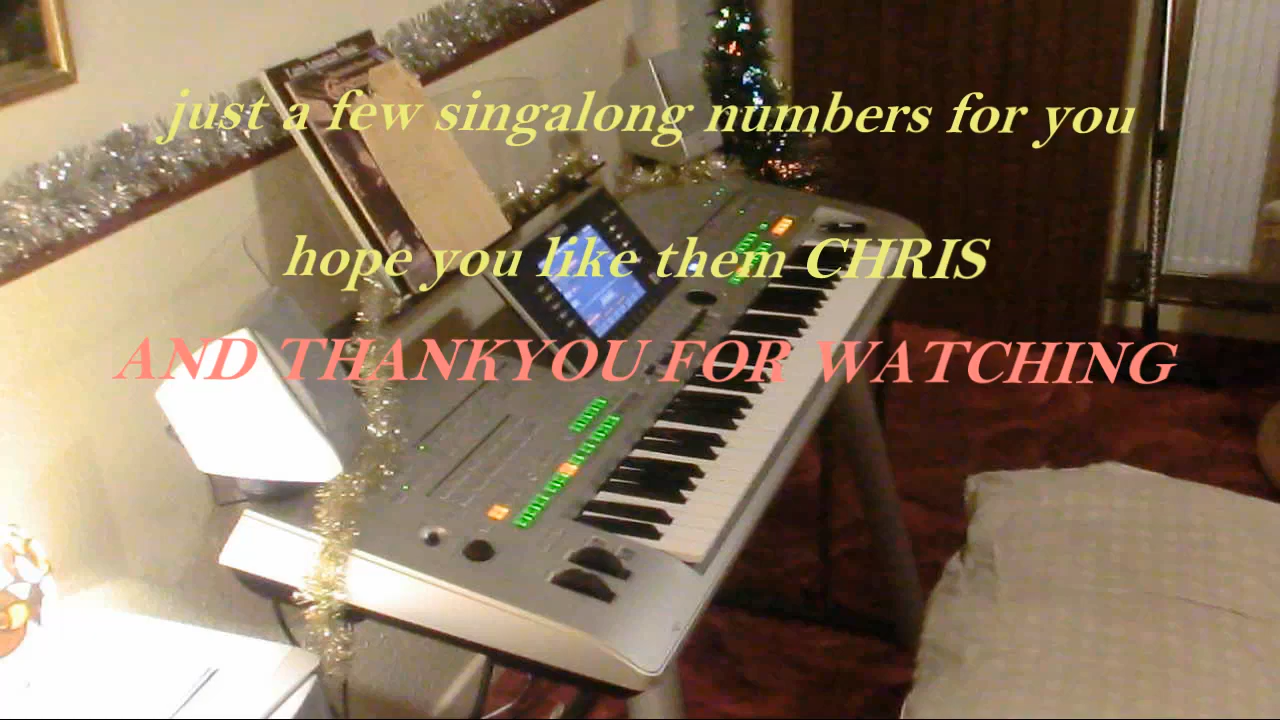 just a few singalong numbers for you
hope you like them CHRIS
AND THANKYOU FOR WATCHING